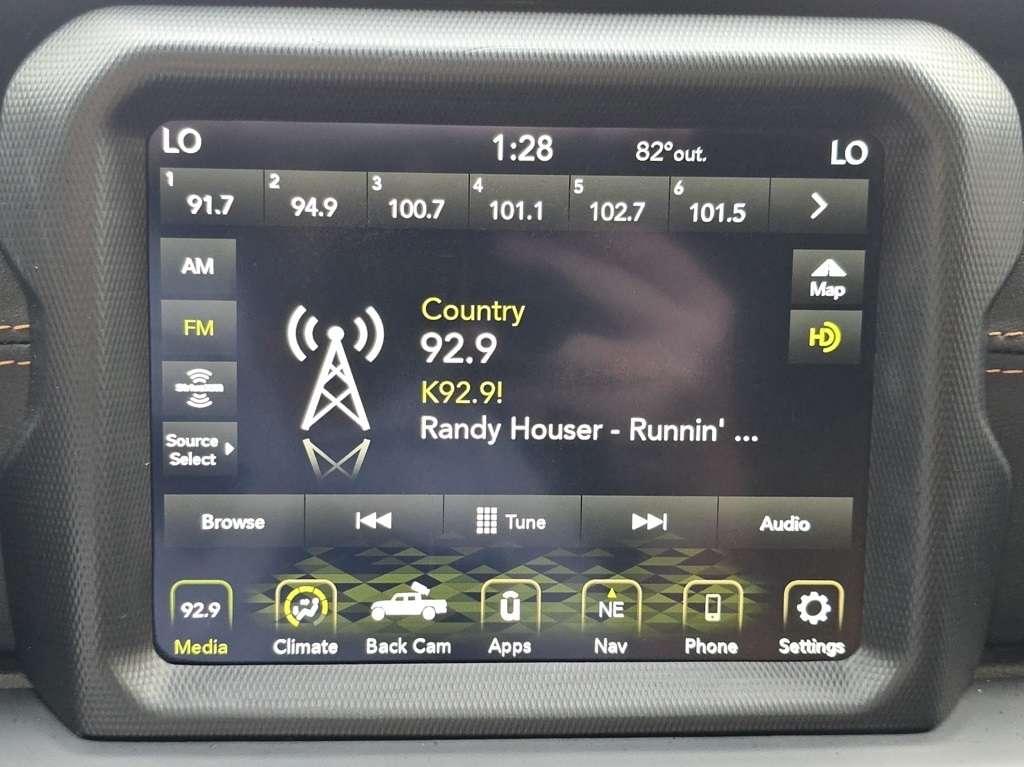 LO 1:28 82°out. LO
1 91.7 2 94.9 3 100.7 4 101.1 5 102.7 6 101.5
AM
Map
FM
HD
Country
92.9
K92.9!
Randy Houser - Runnin' ...
SiriusXM
Source
Select
Browse Tune Audio
92.9 NE
Media Climate Back Cam Apps Nav Phone Settings